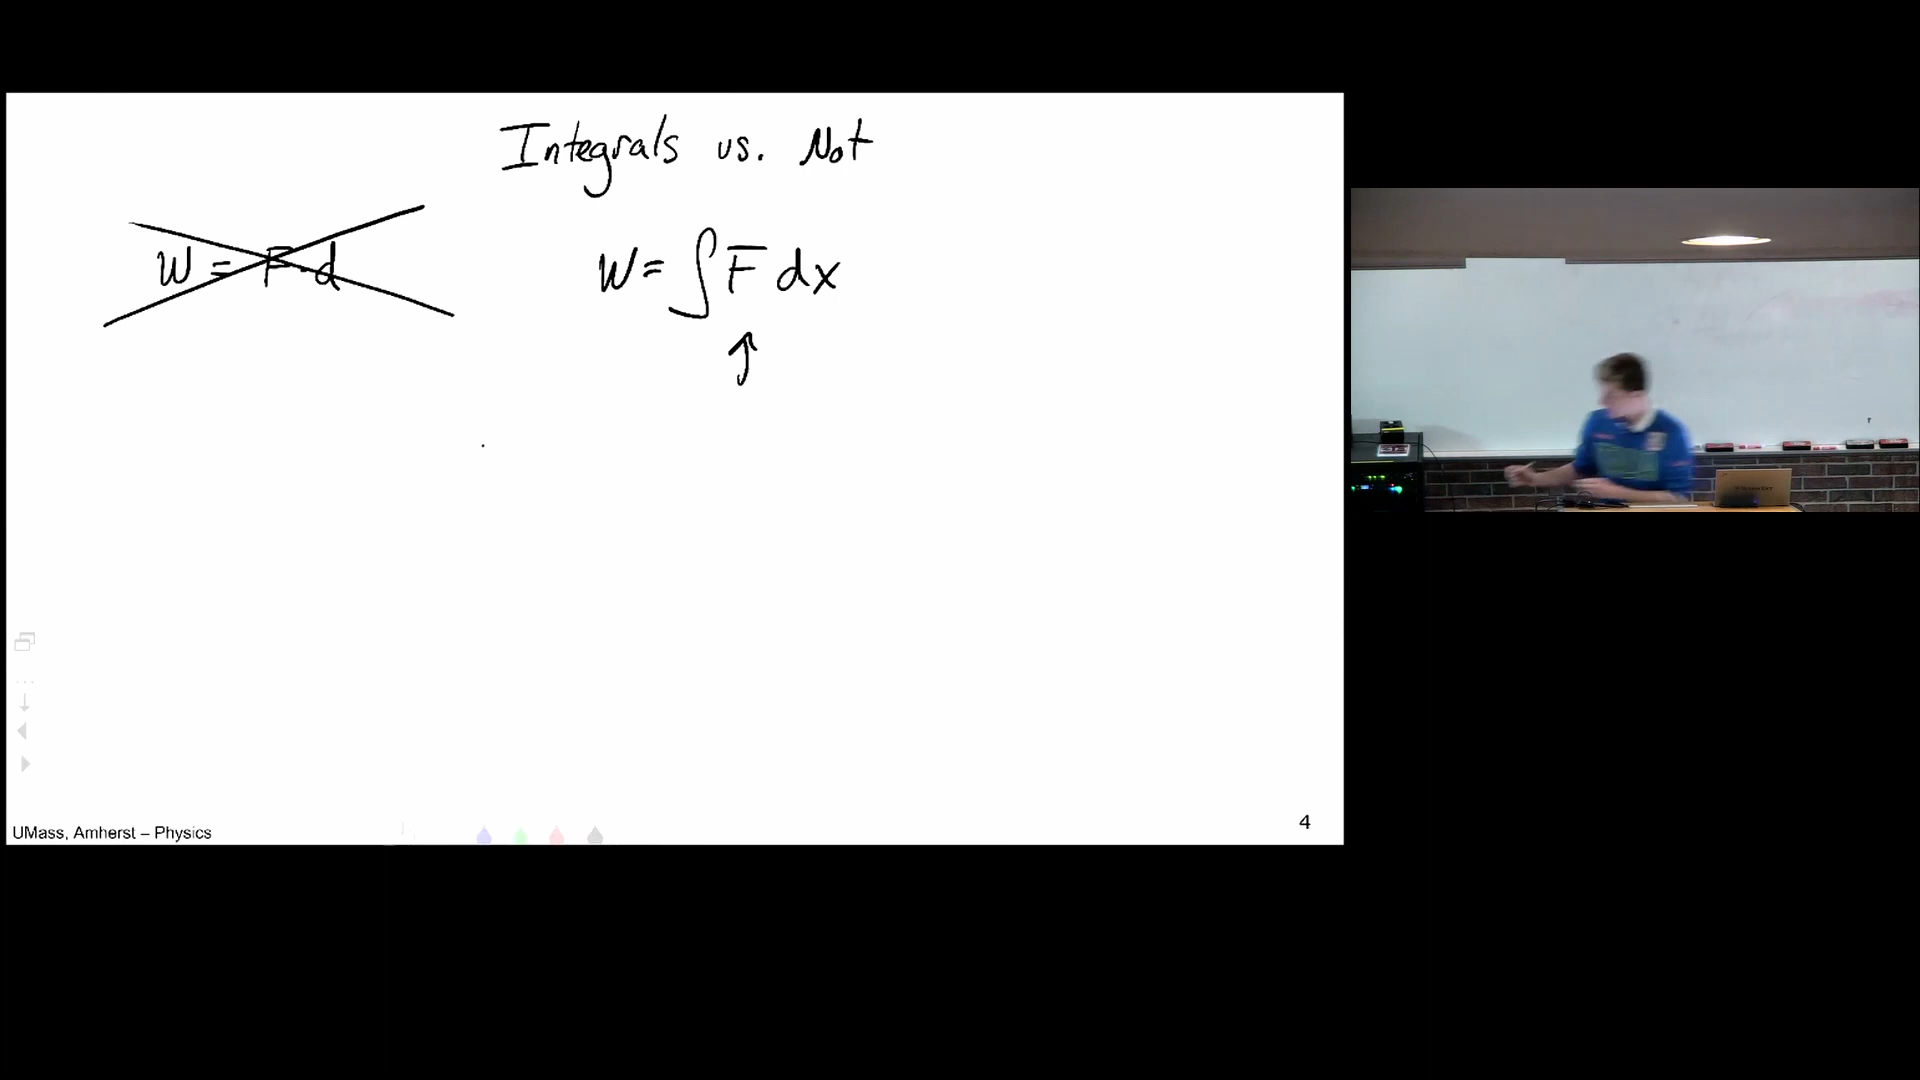 Integrals vs. Not
W = F · d
W = ∫ F dx
↑
UMass, Amherst – Physics
4